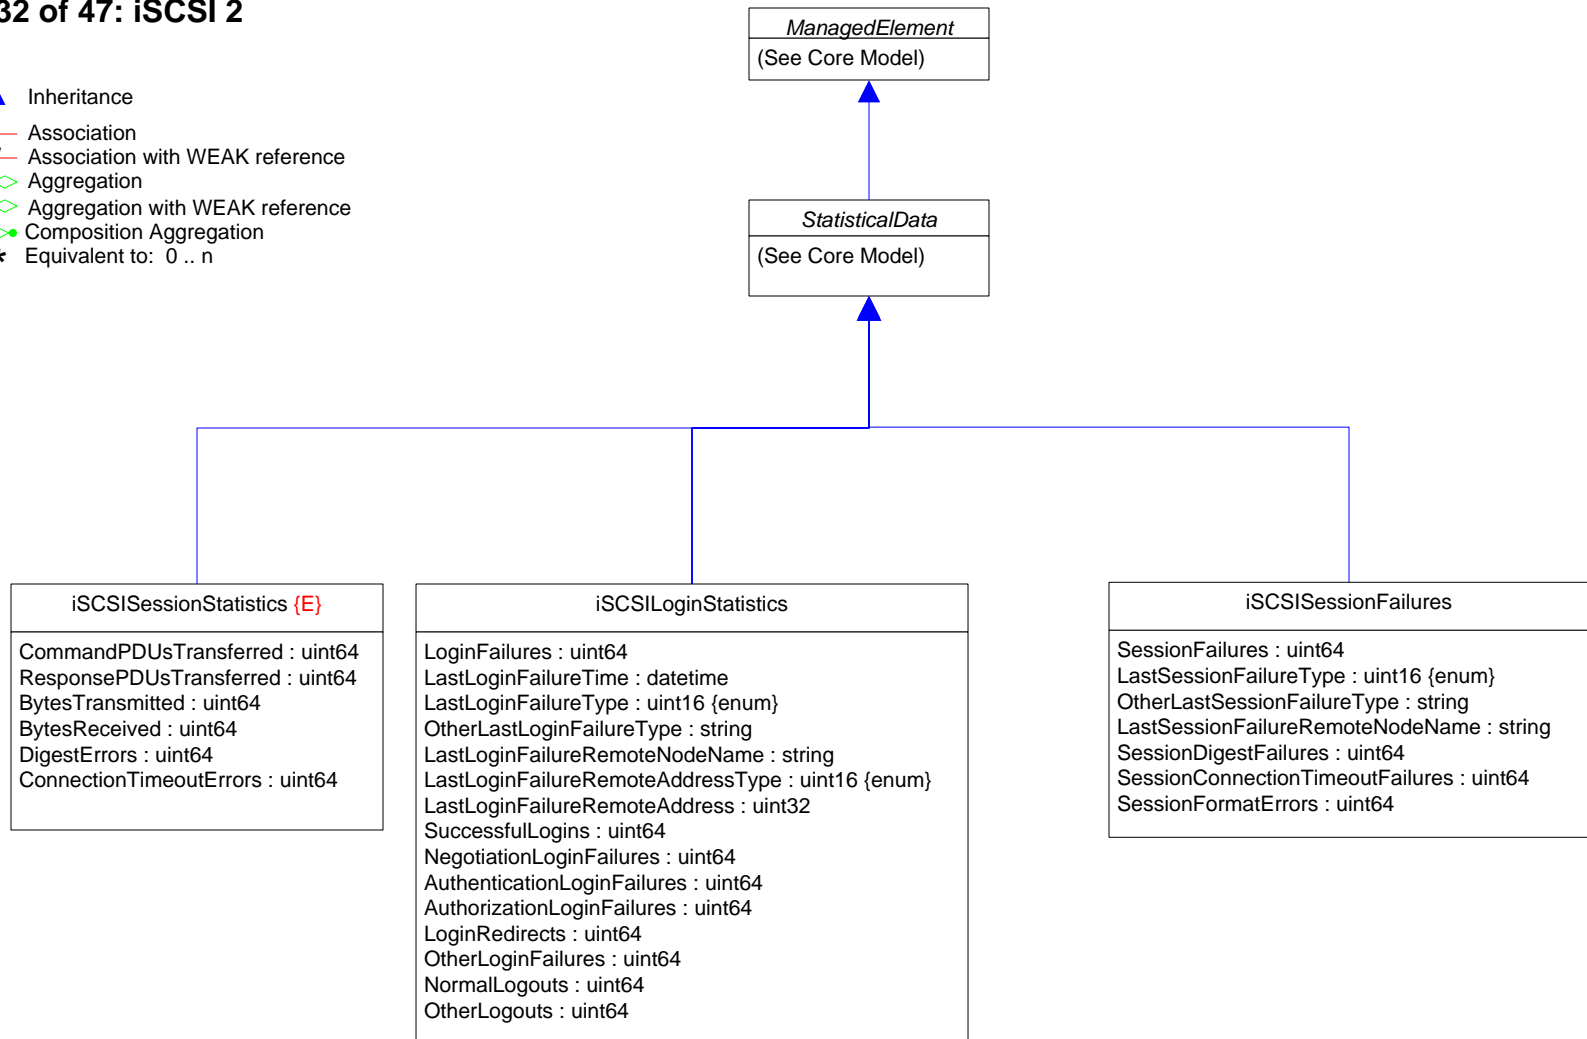 32 of 47: iSCSI 2
Inheritance
Association
Association with WEAK reference
Aggregation
Aggregation with WEAK reference
Composition Aggregation
* Equivalent to: 0 .. n
ManagedElement
(See Core Model)
StatisticalData
(See Core Model)
iSCSISessionStatistics {E}
CommandPDUsTransferred : uint64
ResponsePDUsTransferred : uint64
BytesTransmitted : uint64
BytesReceived : uint64
DigestErrors : uint64
ConnectionTimeoutErrors : uint64
iSCSILoginStatistics
LoginFailures : uint64
LastLoginFailureTime : datetime
LastLoginFailureType : uint16 {enum}
OtherLastLoginFailureType : string
LastLoginFailureRemoteNodeName : string
LastLoginFailureRemoteAddressType : uint16 {enum}
LastLoginFailureRemoteAddress : uint32
SuccessfulLogins : uint64
NegotiationLoginFailures : uint64
AuthenticationLoginFailures : uint64
AuthorizationLoginFailures : uint64
LoginRedirects : uint64
OtherLoginFailures : uint64
NormalLogouts : uint64
OtherLogouts : uint64
iSCSISessionFailures
SessionFailures : uint64
LastSessionFailureType : uint16 {enum}
OtherLastSessionFailureType : string
LastSessionFailureRemoteNodeName : string
SessionDigestFailures : uint64
SessionConnectionTimeoutFailures : uint64
SessionFormatErrors : uint64